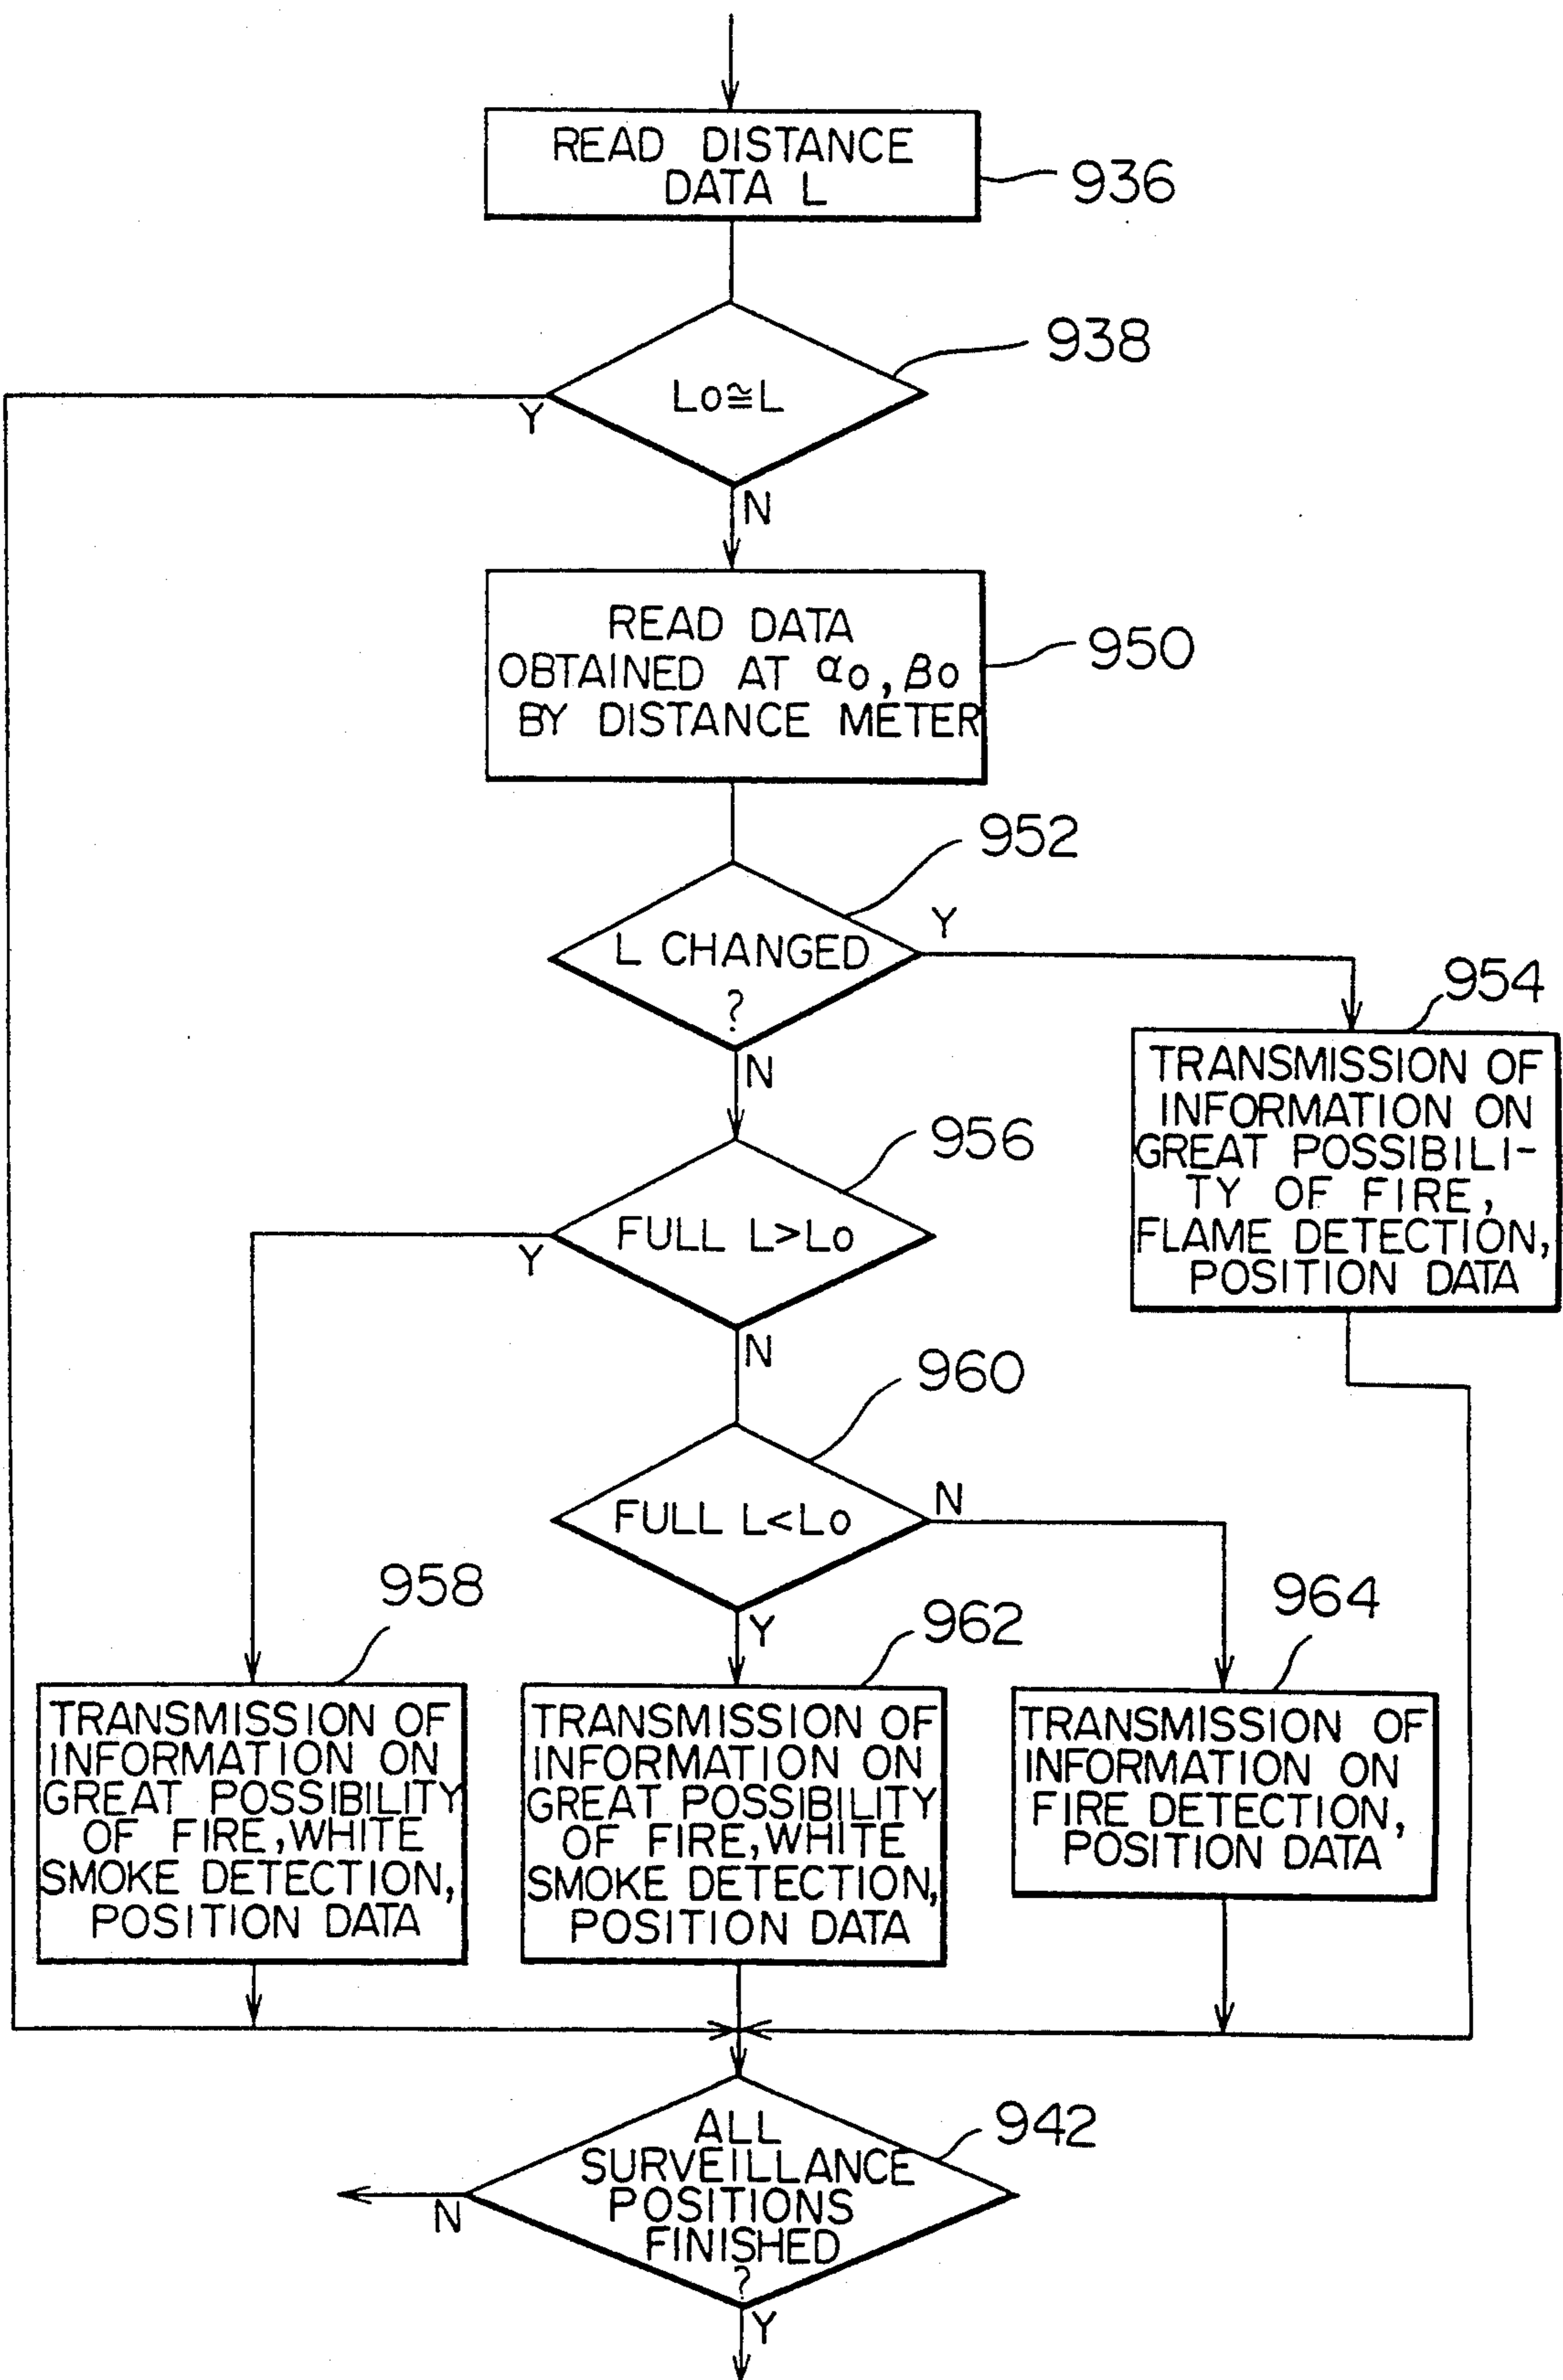 READ DISTANCE
DATA L
936
938
Lo≅L
Y
N
READ DATA
OBTAINED AT αo, βo
BY DISTANCE METER
950
952
L CHANGED
?
Y
N
954
TRANSMISSION OF
INFORMATION ON
GREAT POSSIBILI-
TY OF FIRE,
FLAME DETECTION,
POSITION DATA
956
FULL L>Lo
Y
N
960
FULL L<Lo
N
Y
958
TRANSMISSION OF
INFORMATION ON
GREAT POSSIBILITY
OF FIRE, WHITE
SMOKE DETECTION,
POSITION DATA
962
TRANSMISSION OF
INFORMATION ON
GREAT POSSIBILITY
OF FIRE, WHITE
SMOKE DETECTION,
POSITION DATA
964
TRANSMISSION OF
INFORMATION ON
FIRE DETECTION,
POSITION DATA
942
ALL
SURVEILLANCE
POSITIONS
FINISHED
?
N
Y